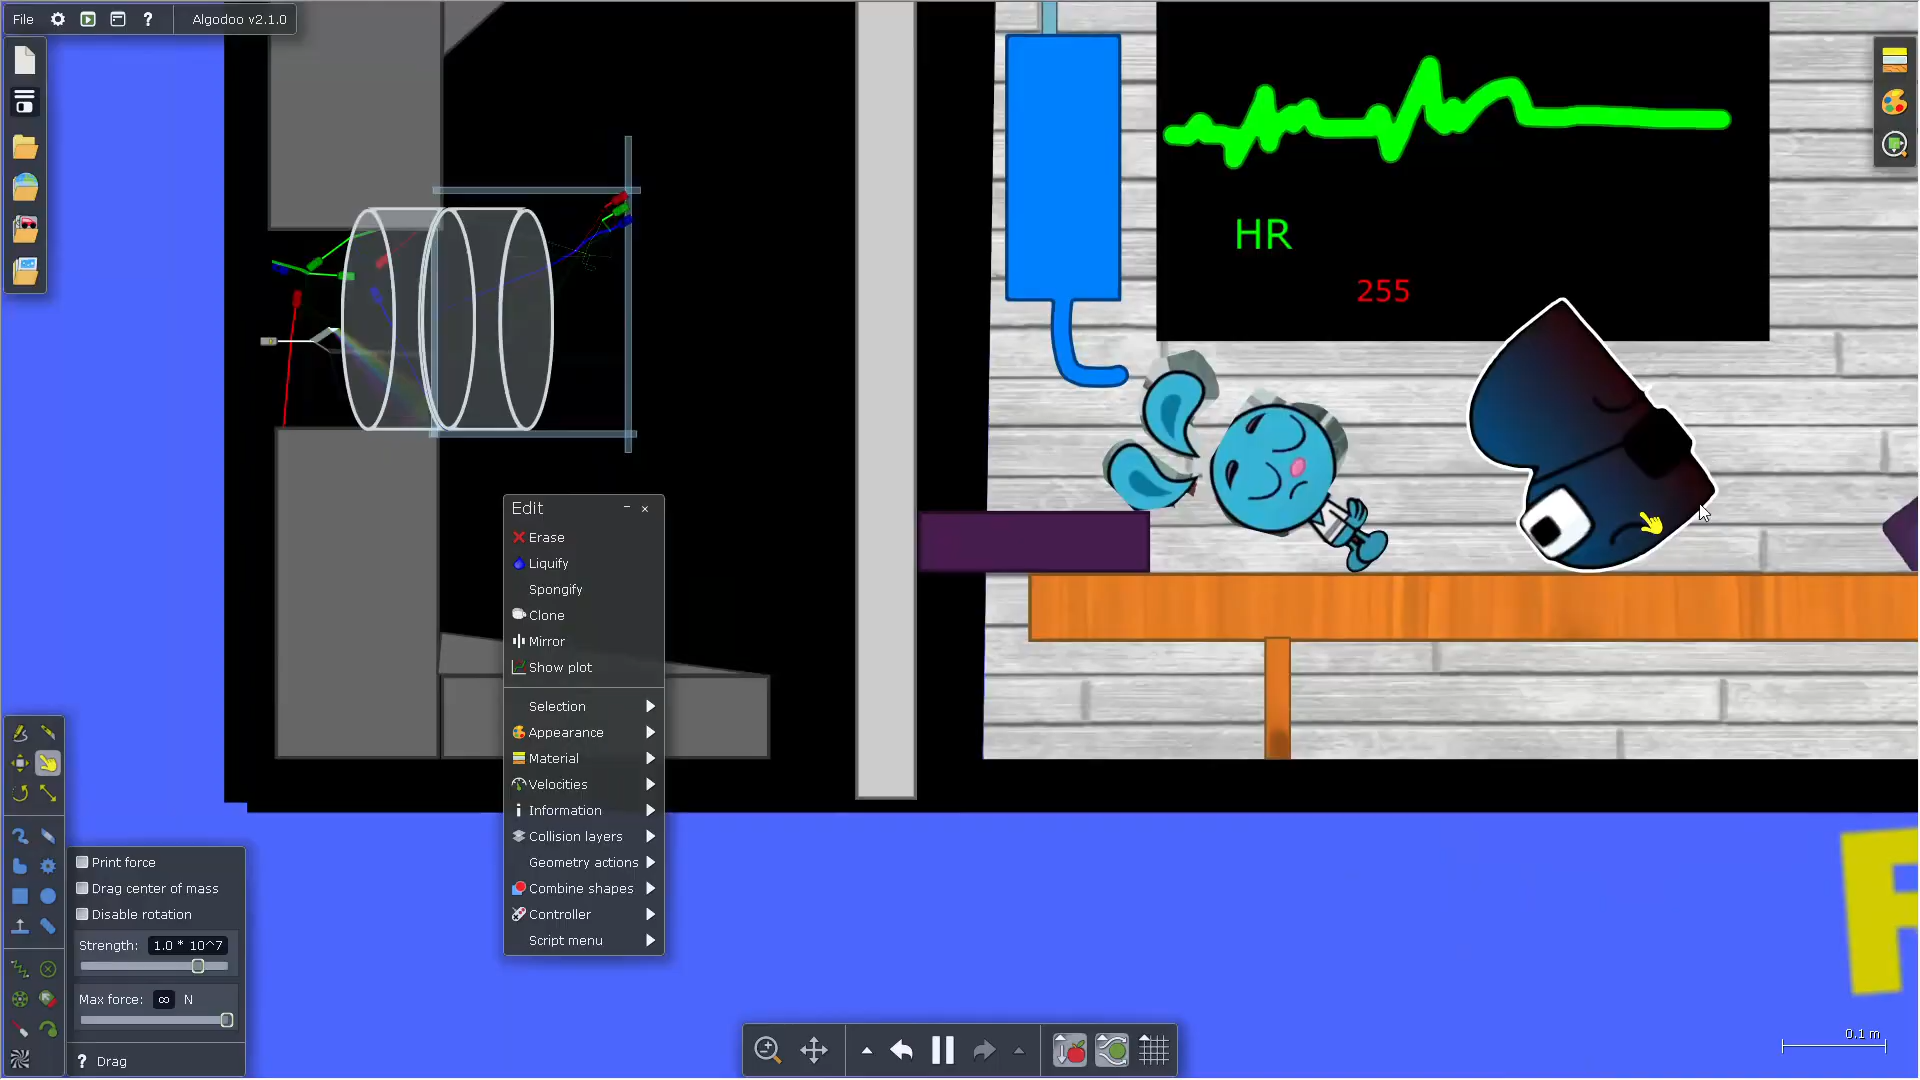 File
Algodoo v2.1.0
HR
255
Edit
Erase
Liquify
Spongify
Clone
Mirror
Show plot
Selection
Appearance
Material
Velocities
Information
Collision layers
Geometry actions
Combine shapes
Controller
Script menu
Print force
Drag center of mass
Disable rotation
Strength: 1.0 * 10^7
Max force: ∞ N
? Drag
0.1 m